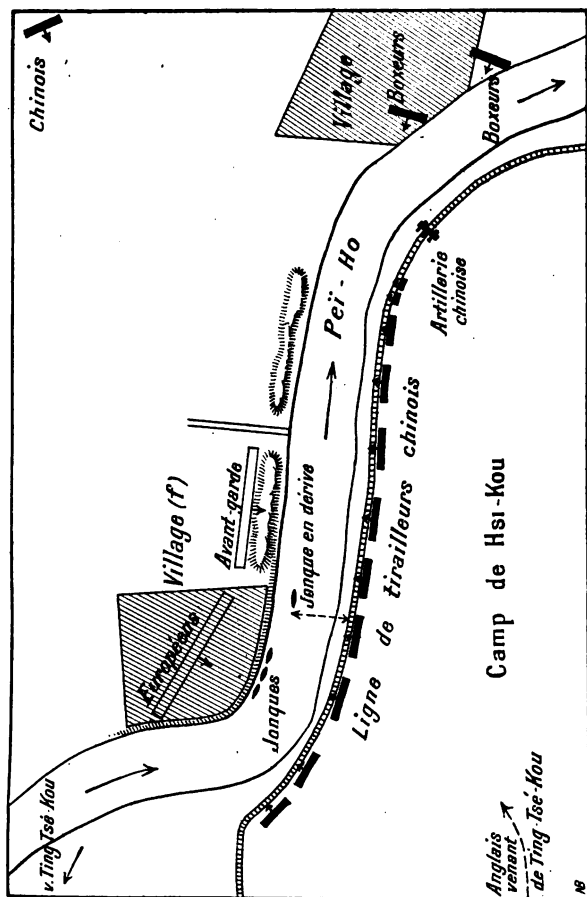 Chinois
Village
Boxeurs
Boxeurs
Peï-Ho
Artillerie
chinoise
Village (f)
Avant-garde
Européens
Jonque en dérive
Jonques
Ligne de tirailleurs chinois
Camp de Hsi-Kou
v. Ting-Tsé-Kou
Anglais
venant
de Ting-Tsé-Kou